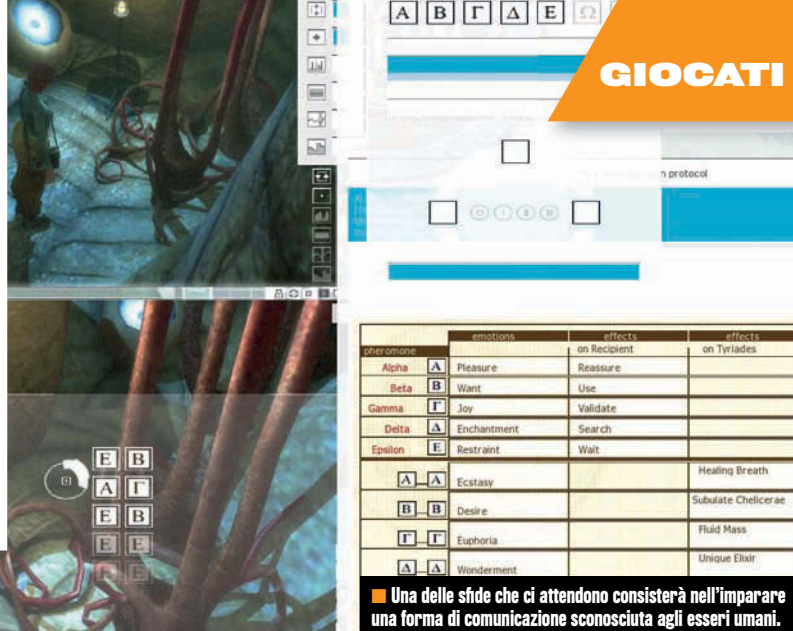 Α Β Γ Δ Ε Ω
GIOCATI
n protocol
emotions effects effects
pheromone on Recipient on Tyriades
Alpha Α Pleasure Reassure
Beta Β Want Use
Gamma Γ Joy Validate
Delta Δ Enchantment Search
Epsilon Ε Restraint Wait
Α Α Ecstasy Healing Breath
Β Β Desire Subulate Chelicerae
Γ Γ Euphoria Fluid Mass
Δ Δ Wonderment Unique Elixir
Ε Β
Α Γ
Ε Β
Ε Ε
Ε
Una delle sfide che ci attendono consisterà nell'imparare
una forma di comunicazione sconosciuta agli esseri umani.